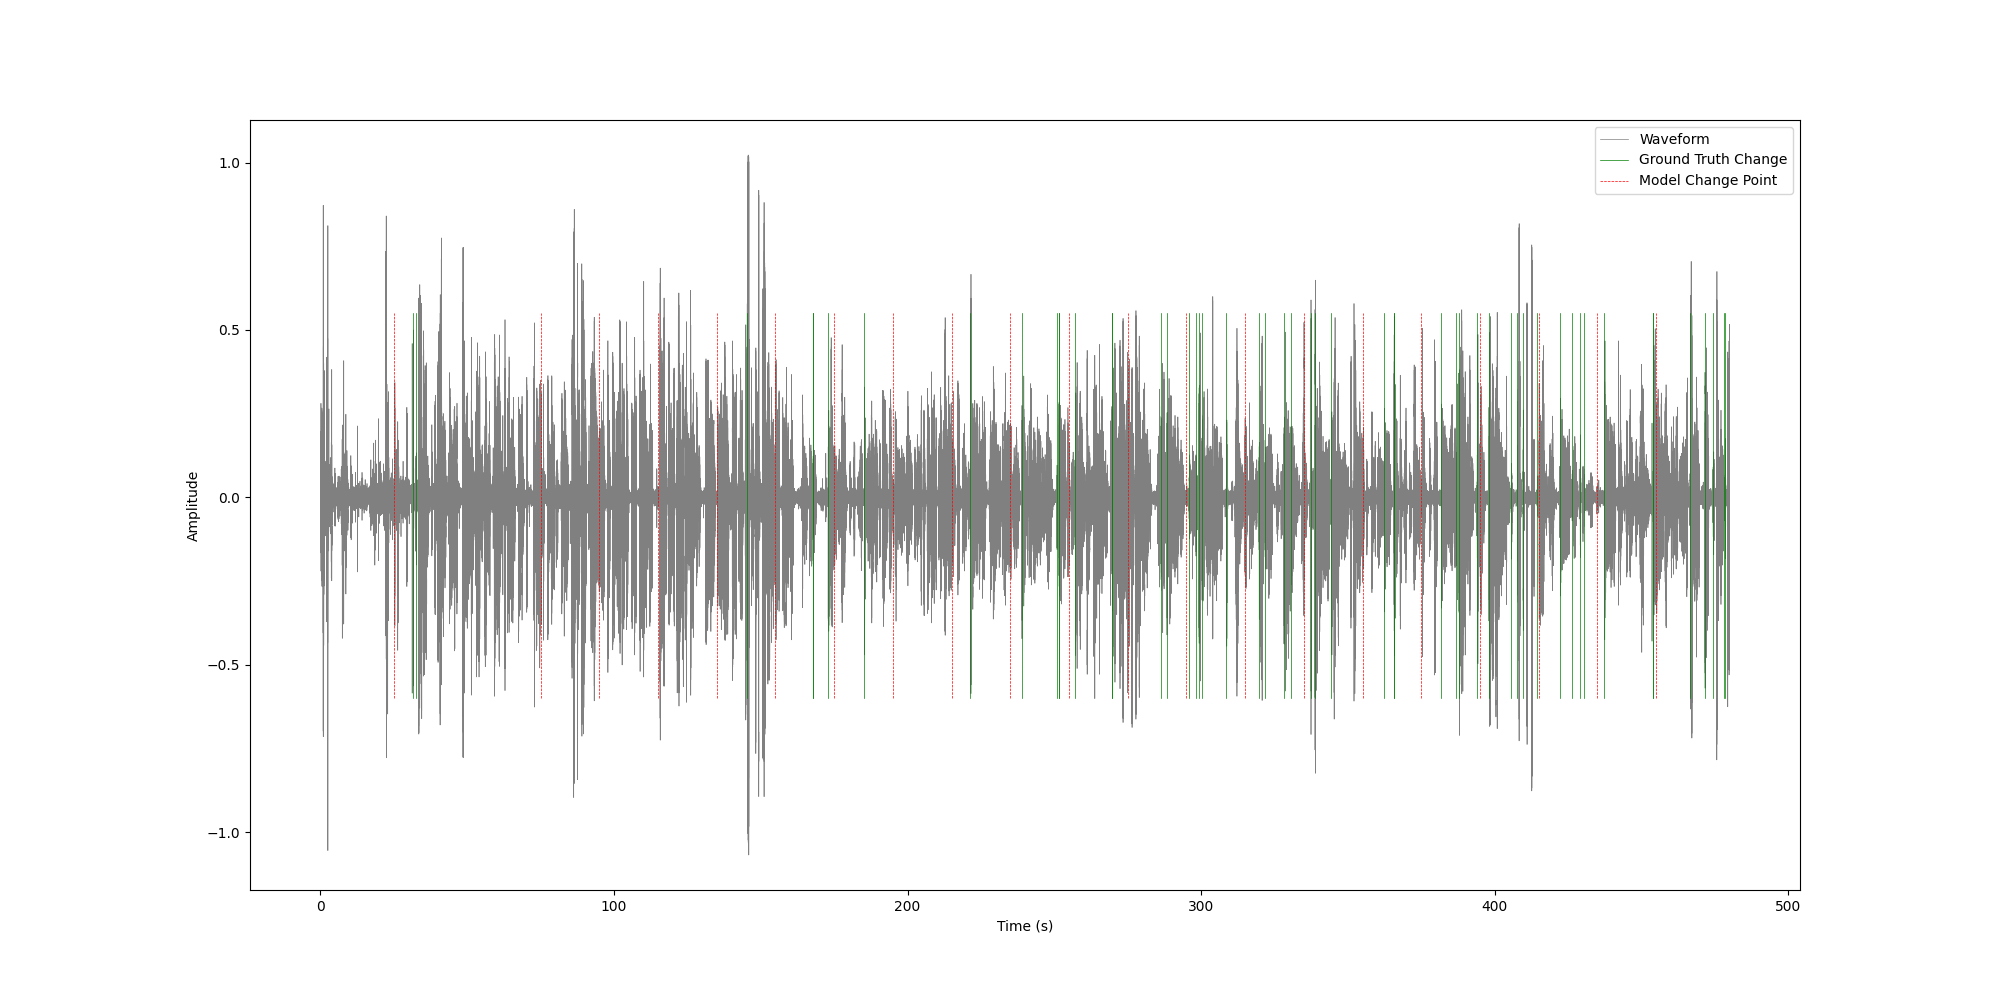 Waveform
Ground Truth Change
Model Change Point
1.0
0.5
0.0
−0.5
−1.0
Amplitude
0 100 200 300 400 500
Time (s)